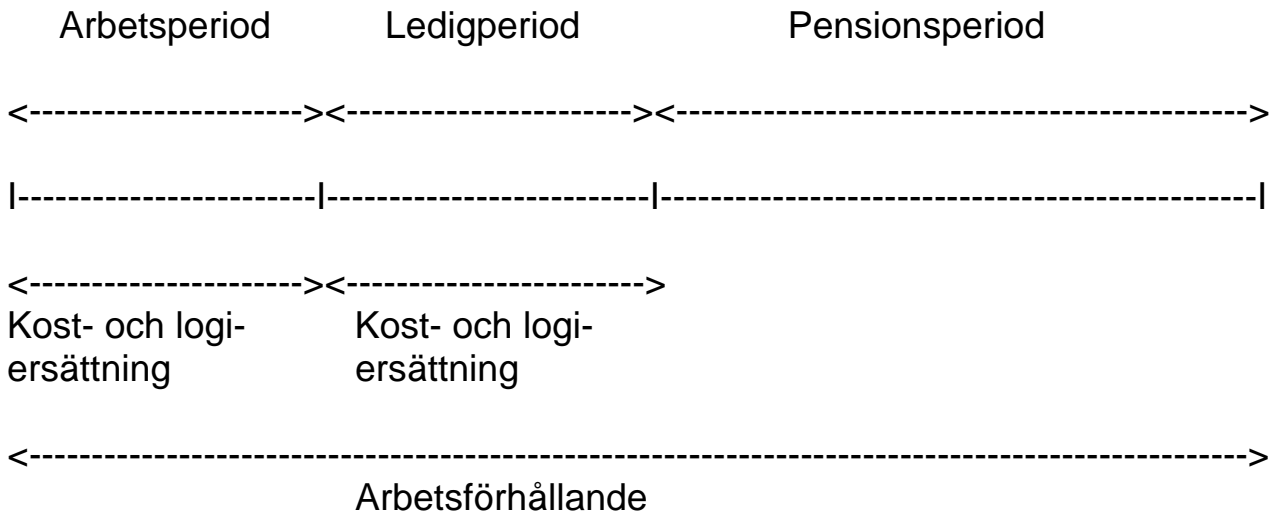 Arbetsperiod Ledigperiod Pensionsperiod
<----------------------><-----------------------><---------------------------------------------->
|------------------------|--------------------------|------------------------------------------------|
<----------------------><------------------------>
Kost- och logi- Kost- och logi-
ersättning ersättning
<-------------------------------------------------------------------------------------------------->
Arbetsförhållande